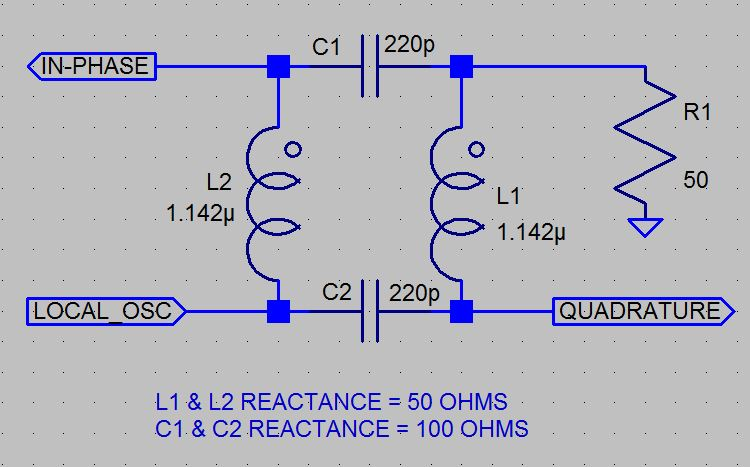 C1 220p
IN-PHASE
R1
L2
50
L1
1.142µ
1.142µ
C2 220p
LOCAL_OSC
QUADRATURE
L1 & L2 REACTANCE = 50 OHMS
C1 & C2 REACTANCE = 100 OHMS